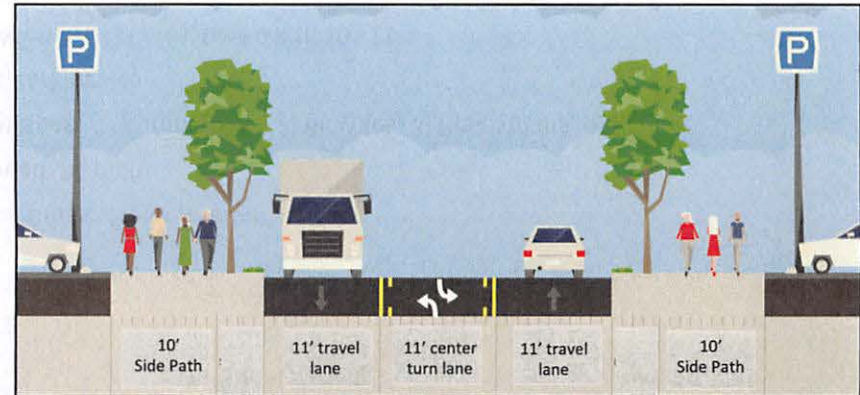 P
P
10'
Side Path
11' travel
lane
11' center
turn lane
11' travel
lane
10'
Side Path